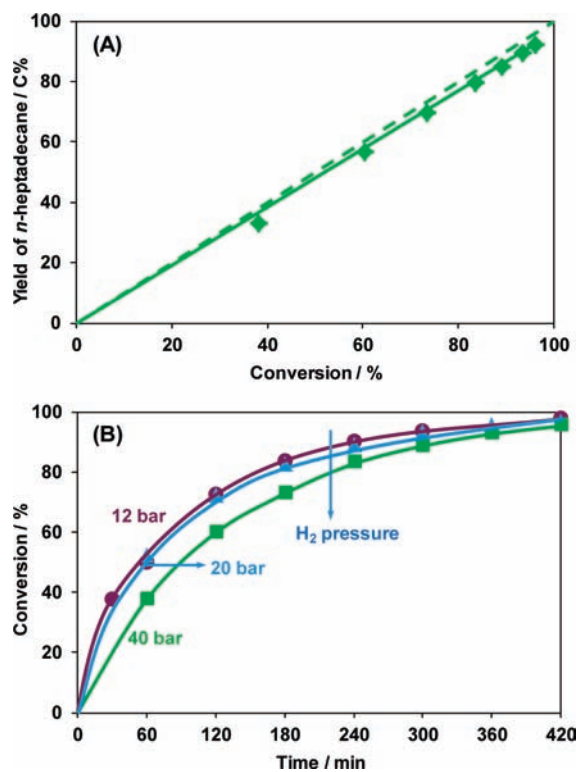 (A)
100
80
60
40
20
0
Yield of n-heptadecane / C%
0 20 40 60 80 100
Conversion / %
(B)
100
80
60
40
20
0
Conversion / %
12 bar
H2 pressure
20 bar
40 bar
0 60 120 180 240 300 360 420
Time / min